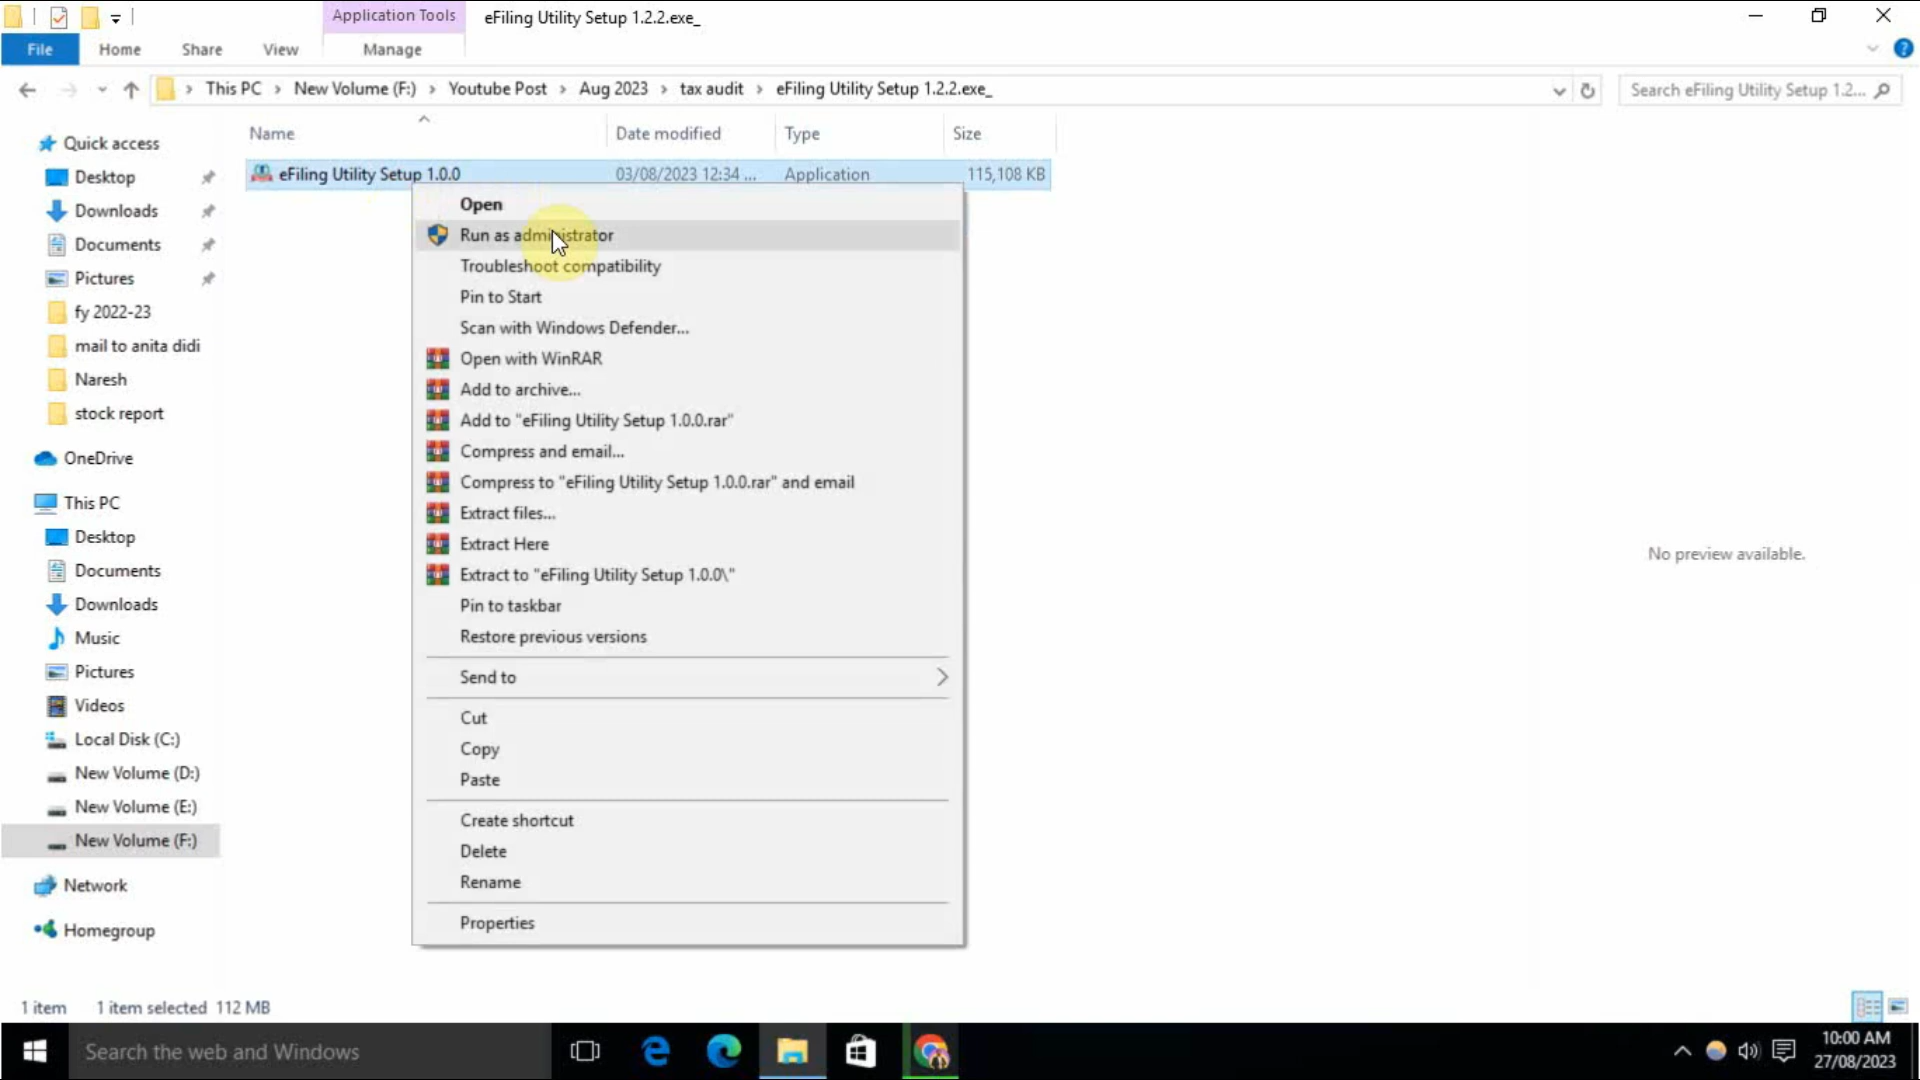 Application Tools
eFiling Utility Setup 1.2.2.exe_
File
Home
Share
View
Manage
This PC
New Volume (F:)
Youtube Post
Aug 2023
tax audit
eFiling Utility Setup 1.2.2.exe_
Search eFiling Utility Setup 1.2...
Name
Date modified
Type
Size
eFiling Utility Setup 1.0.0
03/08/2023 12:34 ...
Application
115,108 KB
Quick access
Desktop
Downloads
Documents
Pictures
fy 2022-23
mail to anita didi
Naresh
stock report
OneDrive
This PC
Desktop
Documents
Downloads
Music
Pictures
Videos
Local Disk (C:)
New Volume (D:)
New Volume (E:)
New Volume (F:)
Network
Homegroup
Open
Run as administrator
Troubleshoot compatibility
Pin to Start
Scan with Windows Defender...
Open with WinRAR
Add to archive...
Add to "eFiling Utility Setup 1.0.0.rar"
Compress and email...
Compress to "eFiling Utility Setup 1.0.0.rar" and email
Extract files...
Extract Here
Extract to "eFiling Utility Setup 1.0.0\"
Pin to taskbar
Restore previous versions
Send to
Cut
Copy
Paste
Create shortcut
Delete
Rename
Properties
No preview available.
1 item
1 item selected 112 MB
Search the web and Windows
10:00 AM
27/08/2023